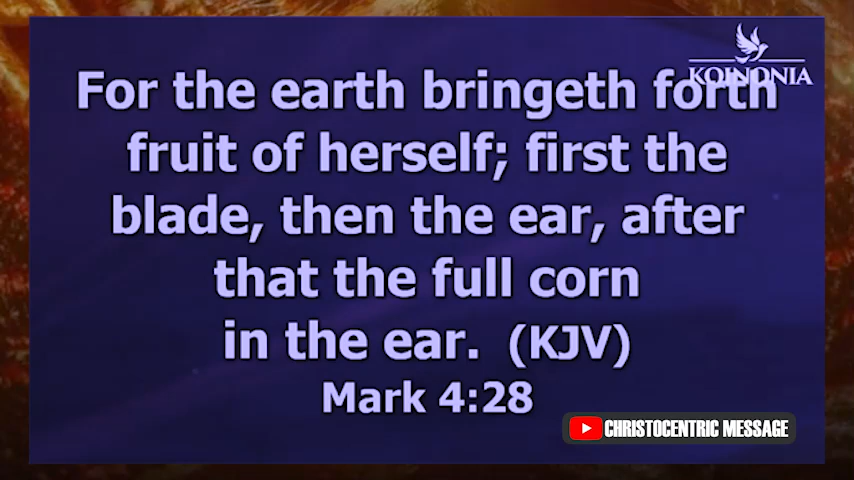 KOINONIA
For the earth bringeth forth
fruit of herself; first the
blade, then the ear, after
that the full corn
in the ear. (KJV)
Mark 4:28
CHRISTOCENTRIC MESSAGE